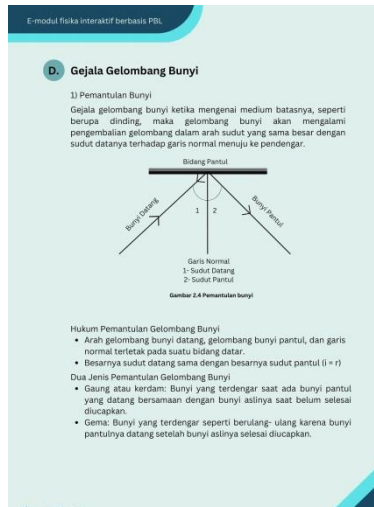 E-modul fisika interaktif berbasis PBL
D. Gejala Gelombang Bunyi
1) Pemantulan Bunyi
Gejala gelombang bunyi ketika mengenai medium batasnya, seperti
berupa dinding, maka gelombang bunyi akan mengalami
pengembalian gelombang dalam arah sudut yang sama besar dengan
sudut datanya terhadap garis normal menuju ke pendengar.
Bidang Pantul
Bunyi Datang
1 2
Bunyi Pantul
Garis Normal
1- Sudut Datang
2- Sudut Pantul
Gambar 2.4 Pemantulan bunyi
Hukum Pemantulan Gelombang Bunyi
• Arah gelombang bunyi datang, gelombang bunyi pantul, dan garis
normal terletak pada suatu bidang datar.
• Besarnya sudut datang sama dengan besarnya sudut pantul (i = r)
Dua Jenis Pemantulan Gelombang Bunyi
• Gaung atau kerdam: Bunyi yang terdengar saat ada bunyi pantul
yang datang bersamaan dengan bunyi aslinya saat belum selesai
diucapkan.
• Gema: Bunyi yang terdengar seperti berulang- ulang karena bunyi
pantulnya datang setelah bunyi aslinya selesai diucapkan.